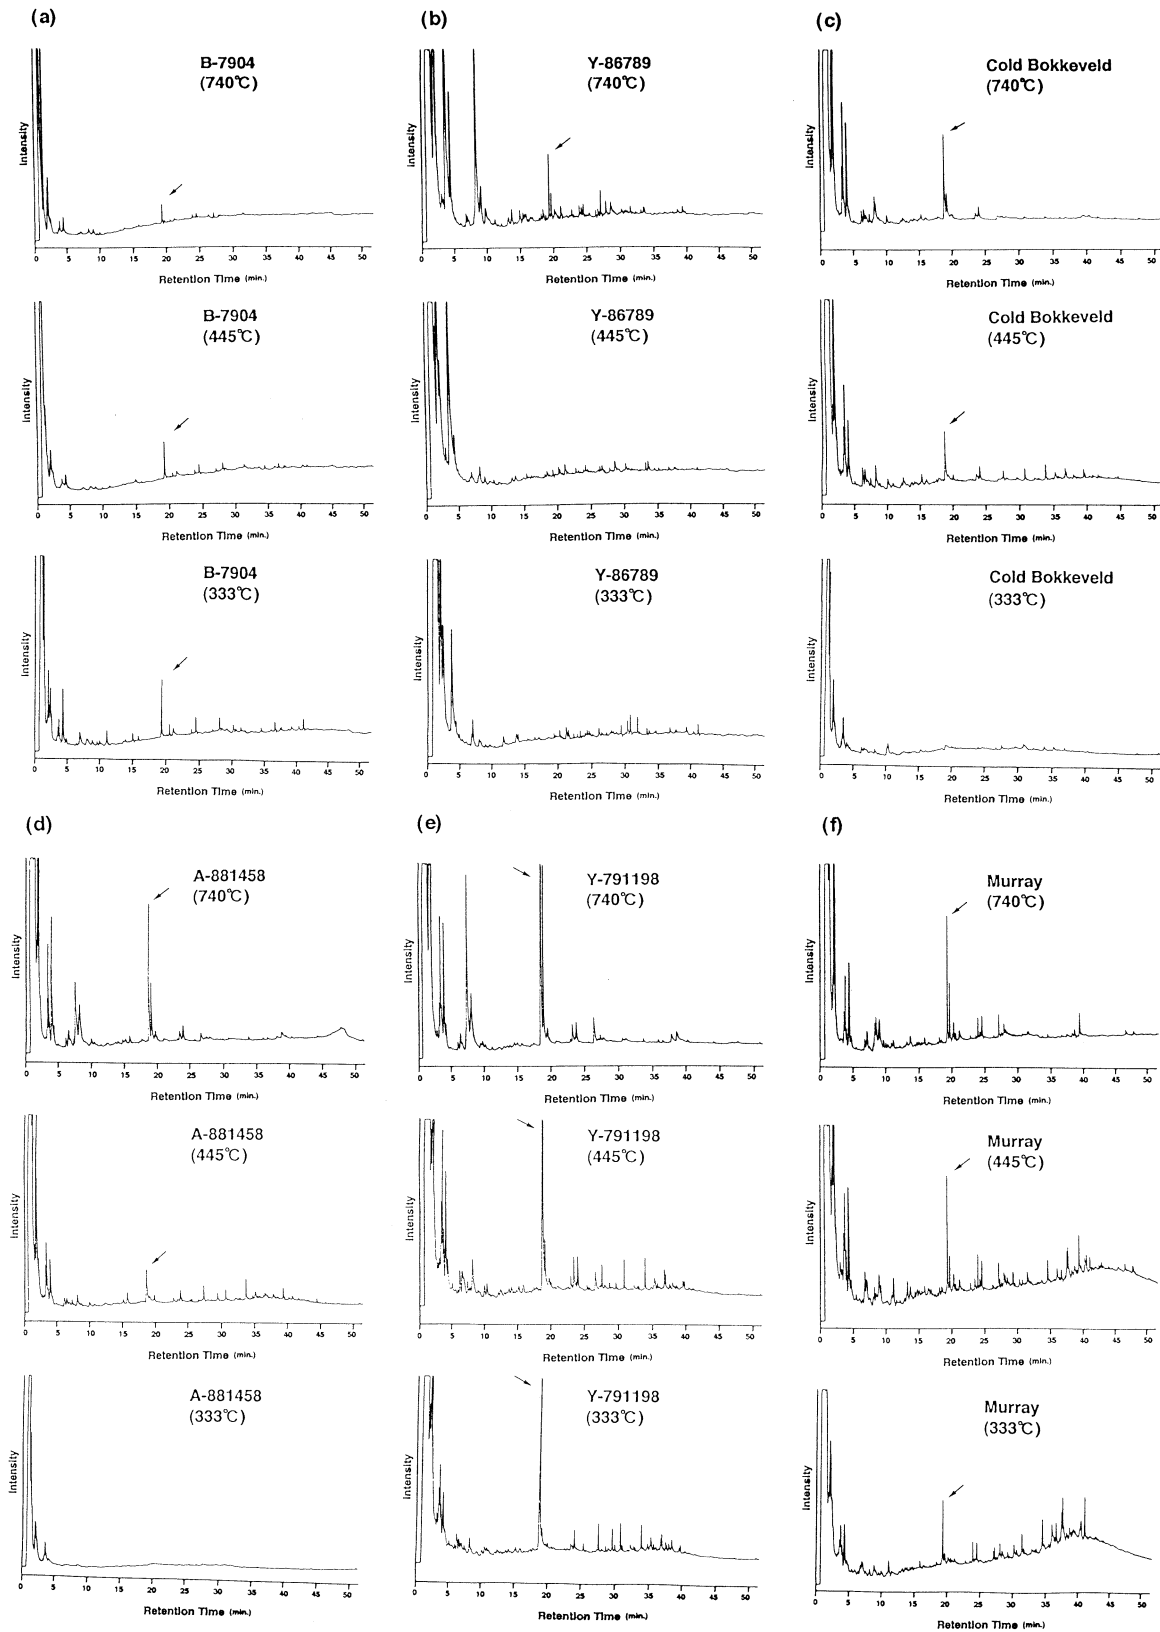 (a)
B-7904
(740℃)
Intensity
0 5 10 15 20 25 30 35 40 45 50
Retention Time (min.)
B-7904
(445℃)
Intensity
0 5 10 15 20 25 30 35 40 45 50
Retention Time (min.)
B-7904
(333℃)
Intensity
0 5 10 15 20 25 30 35 40 45 50
Retention Time (min.)
(b)
Y-86789
(740℃)
Intensity
0 5 10 15 20 25 30 35 40 45 50
Retention Time (min.)
Y-86789
(445℃)
Intensity
0 5 10 15 20 25 30 35 40 45 50
Retention Time (min.)
Y-86789
(333℃)
Intensity
0 5 10 15 20 25 30 35 40 45 50
Retention Time (min.)
(c)
Cold Bokkeveld
(740℃)
Intensity
0 5 10 15 20 25 30 35 40 45 50
Retention Time (min.)
Cold Bokkeveld
(445℃)
Intensity
0 5 10 15 20 25 30 35 40 45 50
Retention Time (min.)
Cold Bokkeveld
(333℃)
Intensity
0 5 10 15 20 25 30 35 40 45 50
Retention Time (min.)
(d)
A-881458
(740℃)
Intensity
0 5 10 15 20 25 30 35 40 45 50
Retention Time (min.)
A-881458
(445℃)
Intensity
0 5 10 15 20 25 30 35 40 45 50
Retention Time (min.)
A-881458
(333℃)
Intensity
0 5 10 15 20 25 30 35 40 45 50
Retention Time (min.)
(e)
Y-791198
(740℃)
Intensity
0 5 10 15 20 25 30 35 40 45 50
Retention Time (min.)
Y-791198
(445℃)
Intensity
0 5 10 15 20 25 30 35 40 45 50
Retention Time (min.)
Y-791198
(333℃)
Intensity
0 5 10 15 20 25 30 35 40 45 50
Retention Time (min.)
(f)
Murray
(740℃)
Intensity
0 5 10 15 20 25 30 35 40 45 50
Retention Time (min.)
Murray
(445℃)
Intensity
0 5 10 15 20 25 30 35 40 45 50
Retention Time (min.)
Murray
(333℃)
Intensity
0 5 10 15 20 25 30 35 40 45 50
Retention Time (min.)